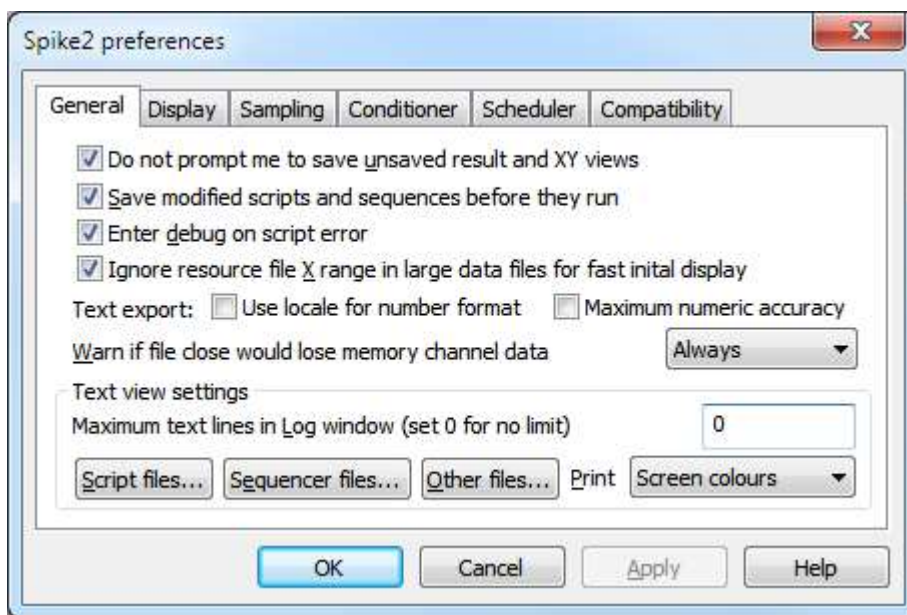 Spike2 preferences
General Display Sampling Conditioner Scheduler Compatibility
Do not prompt me to save unsaved result and XY views
Save modified scripts and sequences before they run
Enter debug on script error
Ignore resource file X range in large data files for fast inital display
Text export: Use locale for number format Maximum numeric accuracy
Warn if file close would lose memory channel data Always
Text view settings
Maximum text lines in Log window (set 0 for no limit) 0
Script files... Sequencer files... Other files... Print Screen colours
OK Cancel Apply Help